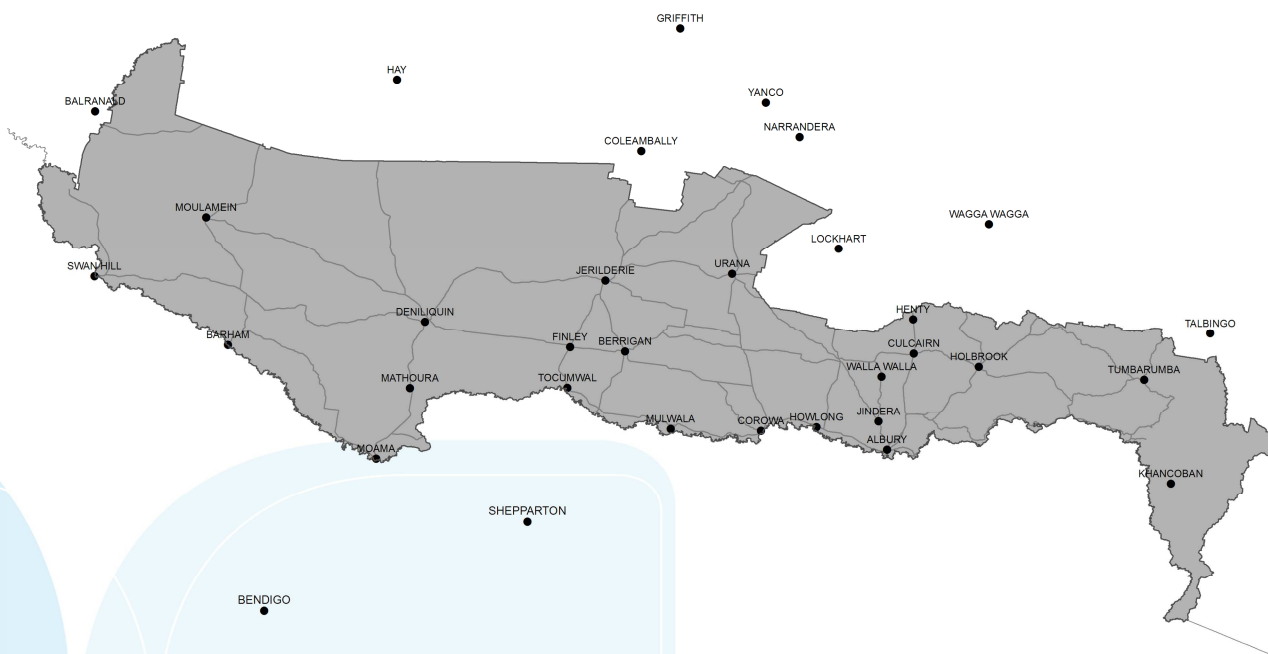 GRIFFITH
HAY
YANCO
BALRANALD
NARRANDERA
COLEAMBALLY
MOULAMEIN
WAGGA WAGGA
LOCKHART
SWAN HILL
URANA
JERILDERIE
HENTY
DENILIQUIN
TALBINGO
BARHAM
FINLEY
BERRIGAN
CULCAIRN
HOLBROOK
WALLA WALLA
TUMBARUMBA
MATHOURA
TOCUMWAL
MULWALA
COROWA
HOWLONG
JINDERA
ALBURY
MOAMA
KHANCOBAN
SHEPPARTON
BENDIGO